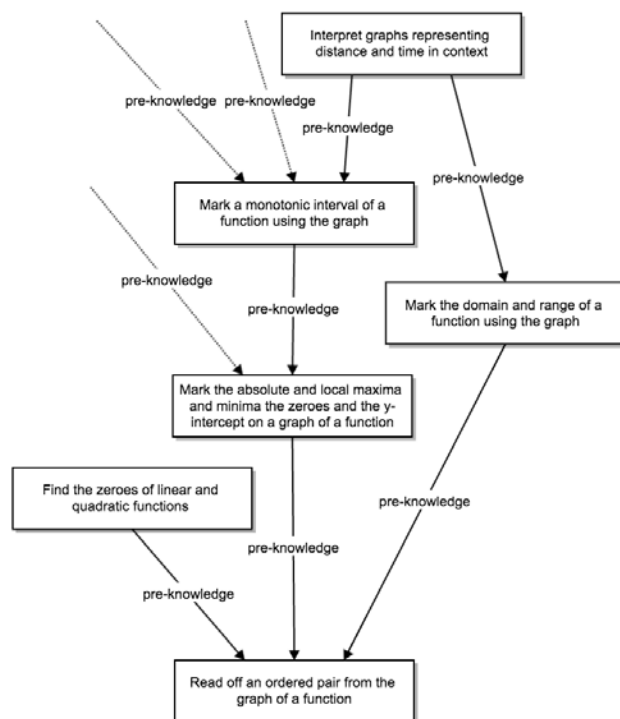 Interpret graphs representing
distance and time in context
pre-knowledge
pre-knowledge
pre-knowledge
pre-knowledge
Mark a monotonic interval of a
function using the graph
pre-knowledge
pre-knowledge
Mark the domain and range of a
function using the graph
Mark the absolute and local maxima
and minima the zeroes and the y-
intercept on a graph of a function
Find the zeroes of linear and
quadratic functions
pre-knowledge
pre-knowledge
pre-knowledge
Read off an ordered pair from the
graph of a function